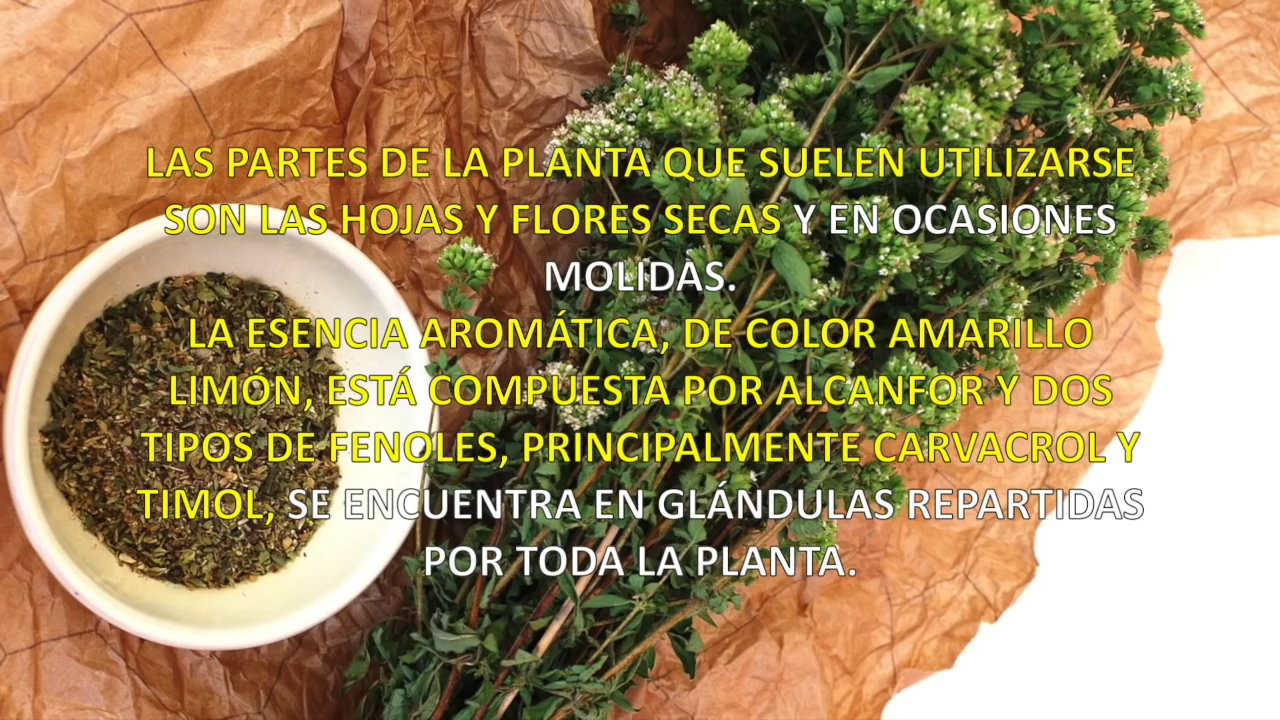 LAS PARTES DE LA PLANTA QUE SUELEN UTILIZARSE
SON LAS HOJAS Y FLORES SECAS Y EN OCASIONES
MOLIDAS.
LA ESENCIA AROMÁTICA, DE COLOR AMARILLO
LIMÓN, ESTÁ COMPUESTA POR ALCANFOR Y DOS
TIPOS DE FENOLES, PRINCIPALMENTE CARVACROL Y
TIMOL, SE ENCUENTRA EN GLÁNDULAS REPARTIDAS
POR TODA LA PLANTA.